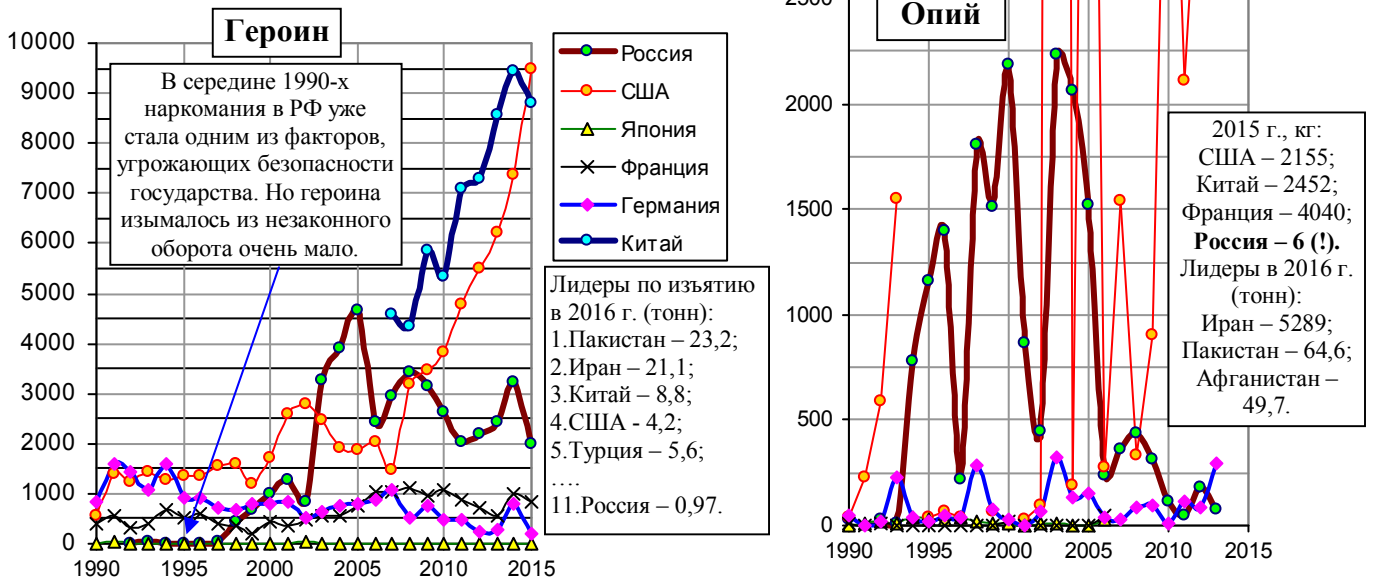 Героин
10000
9000
8000
7000
6000
5000
4000
3000
2000
1000
0
1990
1995
2000
2005
2010
2015
В середине 1990-х
наркомания в РФ уже
стала одним из факторов,
угрожающих безопасности
государства. Но героина
изымалось из незаконного
оборота очень мало.
Россия
США
Япония
Франция
Германия
Китай
Лидеры по изъятию
в 2016 г. (тонн):
1.Пакистан – 23,2;
2.Иран – 21,1;
3.Китай – 8,8;
4.США - 4,2;
5.Турция – 5,6;
….
11.Россия – 0,97.
Опий
2500
2000
1500
1000
500
0
1990
1995
2000
2005
2010
2015
2015 г., кг:
США – 2155;
Китай – 2452;
Франция – 4040;
Россия – 6 (!).
Лидеры в 2016 г.
(тонн):
Иран – 5289;
Пакистан – 64,6;
Афганистан –
49,7.